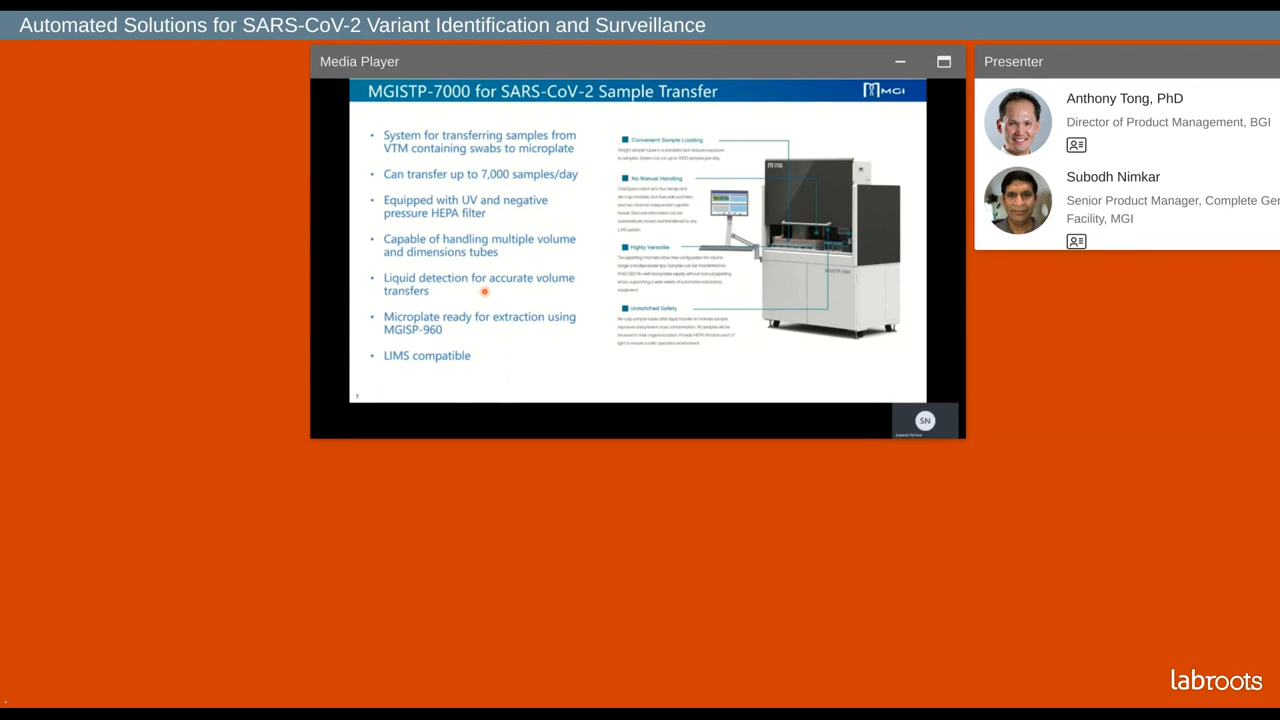 Automated Solutions for SARS-CoV-2 Variant Identification and Surveillance
Media Player
MGISTP-7000 for SARS-CoV-2 Sample Transfer
MGI
• System for transferring samples from
VTM containing swabs to microplate
• Can transfer up to 7,000 samples/day
• Equipped with UV and negative
pressure HEPA filter
• Capable of handling multiple volume
and dimensions tubes
• Liquid detection for accurate volume
transfers
• Microplate ready for extraction using
MGISP-960
• LIMS compatible
Convenient Sample Loading
No Manual Handling
Highly Versatile
Unmatched Safety
SN
Presenter
Anthony Tong, PhD
Director of Product Management, BGI
Subodh Nimkar
Senior Product Manager, Complete Gen
Facility, MGI
labroots